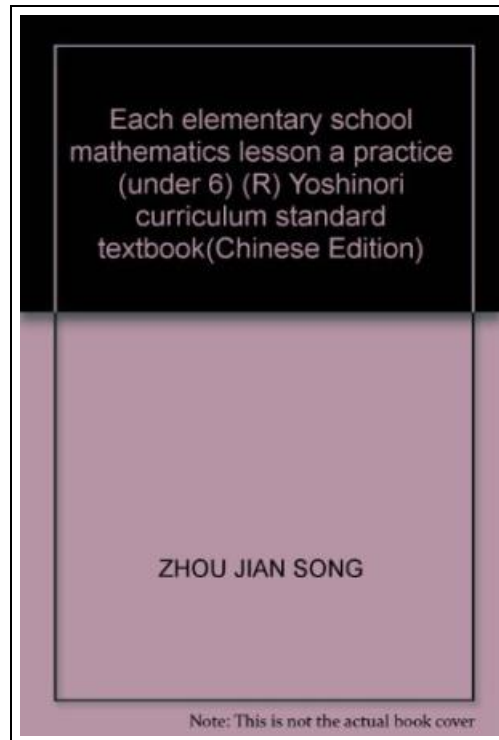 Each elementary school
mathematics lesson a practice
(under 6) (R) Yoshinori
curriculum standard
textbook(Chinese Edition)
ZHOU JIAN SONG
Note: This is not the actual book cover